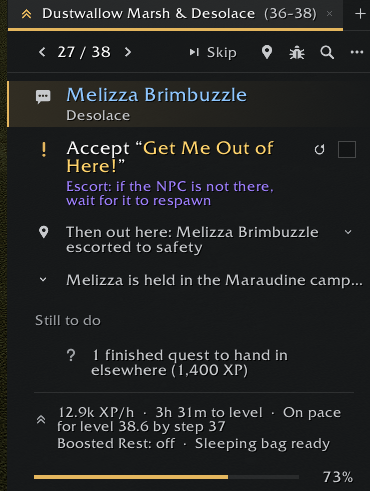 Dustwallow Marsh & Desolace (36-38) ×
27 / 38 Skip
Melizza Brimbuzzle
Desolace
! Accept “Get Me Out of
Here!”
Escort: if the NPC is not there,
wait for it to respawn
Then out here: Melizza Brimbuzzle
escorted to safety
Melizza is held in the Maraudine camp...
Still to do
? 1 finished quest to hand in
elsewhere (1,400 XP)
12.9k XP/h · 3h 31m to level · On pace
for level 38.6 by step 37
Boosted Rest: off · Sleeping bag ready
73%